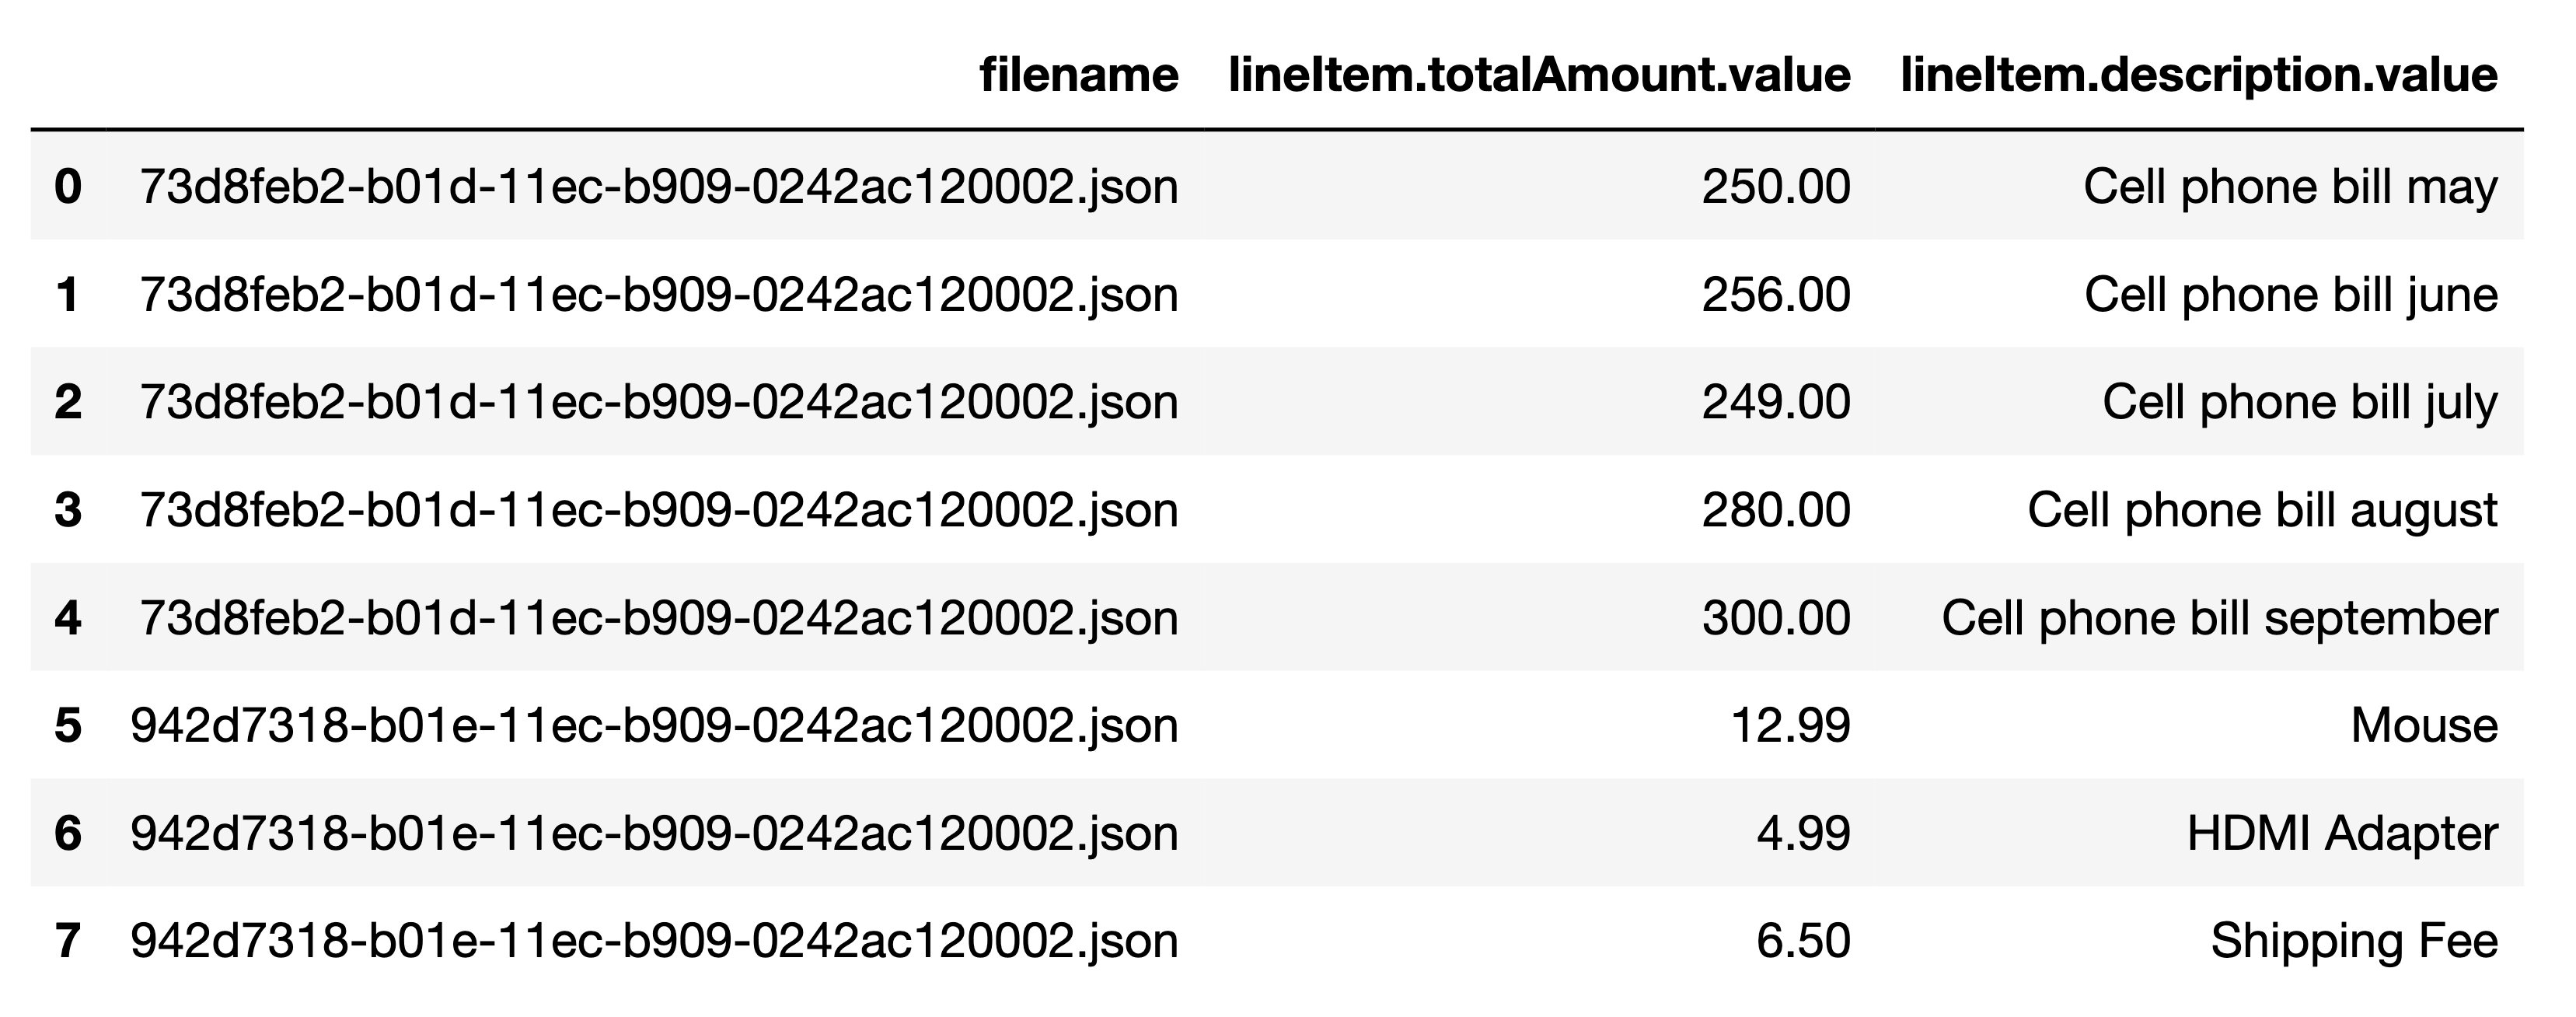 filename lineItem.totalAmount.value lineItem.description.value
0 73d8feb2-b01d-11ec-b909-0242ac120002.json 250.00 Cell phone bill may
1 73d8feb2-b01d-11ec-b909-0242ac120002.json 256.00 Cell phone bill june
2 73d8feb2-b01d-11ec-b909-0242ac120002.json 249.00 Cell phone bill july
3 73d8feb2-b01d-11ec-b909-0242ac120002.json 280.00 Cell phone bill august
4 73d8feb2-b01d-11ec-b909-0242ac120002.json 300.00 Cell phone bill september
5 942d7318-b01e-11ec-b909-0242ac120002.json 12.99 Mouse
6 942d7318-b01e-11ec-b909-0242ac120002.json 4.99 HDMI Adapter
7 942d7318-b01e-11ec-b909-0242ac120002.json 6.50 Shipping Fee